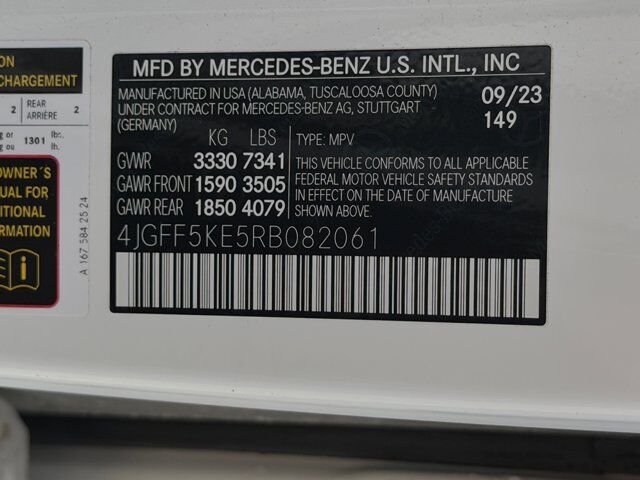 ON
CHARGEMENT
2 REAR ARRIÈRE 2
or ou 1301 lbs. lb.
OWNER´S
UAL FOR
ITIONAL
RMATION
A 167 584 25 24
MFD BY MERCEDES-BENZ U.S. INTL., INC
MANUFACTURED IN USA (ALABAMA, TUSCALOOSA COUNTY)
UNDER CONTRACT FOR MERCEDES-BENZ AG, STUTTGART
(GERMANY)
09/23
149
KG LBS
GVWR 3330 7341
GAWR FRONT 1590 3505
GAWR REAR 1850 4079
TYPE: MPV
THIS VEHICLE CONFORMS TO ALL APPLICABLE
FEDERAL MOTOR VEHICLE SAFETY STANDARDS
IN EFFECT ON THE DATE OF MANUFACTURE
SHOWN ABOVE.
4JGFF5KE5RB082061